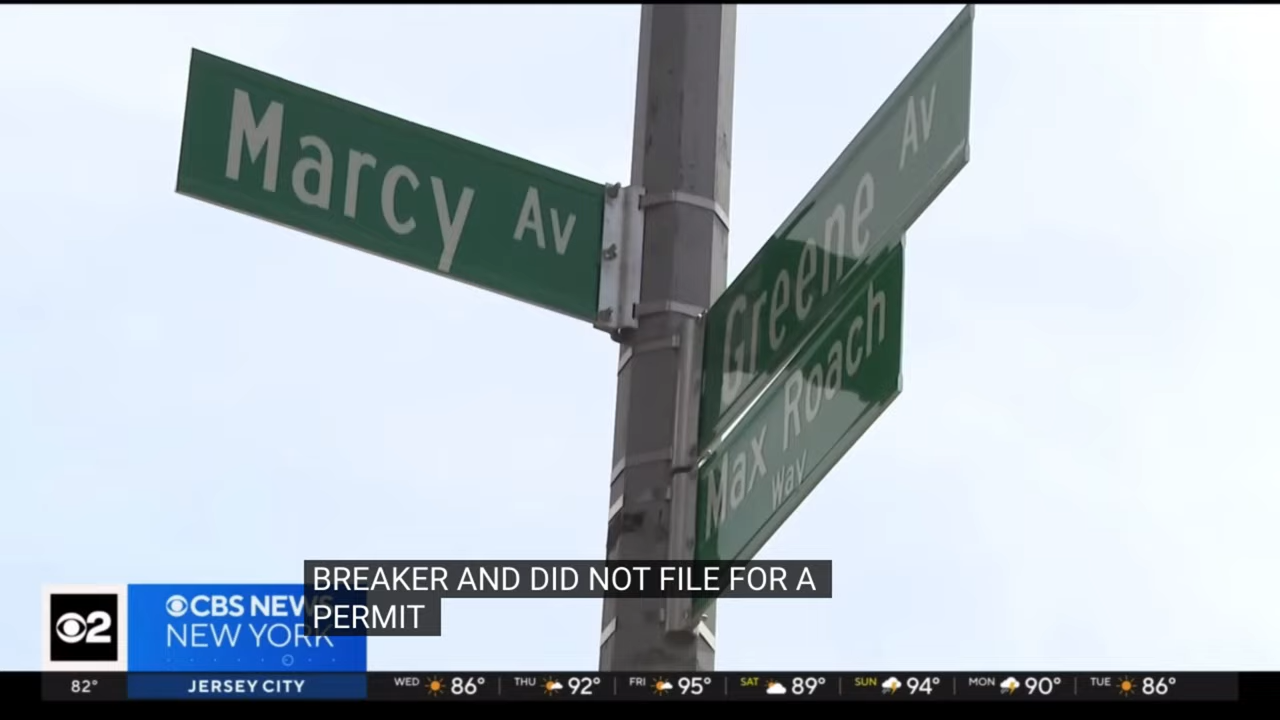 Marcy Av
Greene Av
Max Roach
Way
BREAKER AND DID NOT FILE FOR A
PERMIT
2
CBS NEWS
NEW YORK
82° JERSEY CITY WED 86° THU 92° FRI 95° SAT 89° SUN 94° MON 90° TUE 86°